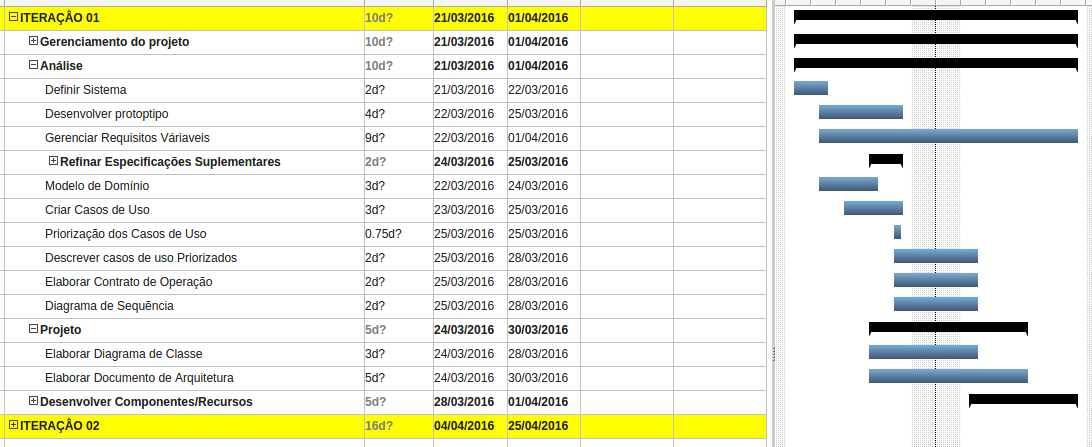 ITERAÇÂO 01 10d? 21/03/2016 01/04/2016
Gerenciamento do projeto 10d? 21/03/2016 01/04/2016
Análise 10d? 21/03/2016 01/04/2016
Definir Sistema 2d? 21/03/2016 22/03/2016
Desenvolver protoptipo 4d? 22/03/2016 25/03/2016
Gerenciar Requisitos Váriaveis 9d? 22/03/2016 01/04/2016
Refinar Especificações Suplementares 2d? 24/03/2016 25/03/2016
Modelo de Domínio 3d? 22/03/2016 24/03/2016
Criar Casos de Uso 3d? 23/03/2016 25/03/2016
Priorização dos Casos de Uso 0.75d? 25/03/2016 25/03/2016
Descrever casos de uso Priorizados 2d? 25/03/2016 28/03/2016
Elaborar Contrato de Operação 2d? 25/03/2016 28/03/2016
Diagrama de Sequência 2d? 25/03/2016 28/03/2016
Projeto 5d? 24/03/2016 30/03/2016
Elaborar Diagrama de Classe 3d? 24/03/2016 28/03/2016
Elaborar Documento de Arquitetura 5d? 24/03/2016 30/03/2016
Desenvolver Componentes/Recursos 5d? 28/03/2016 01/04/2016
ITERAÇÂO 02 16d? 04/04/2016 25/04/2016